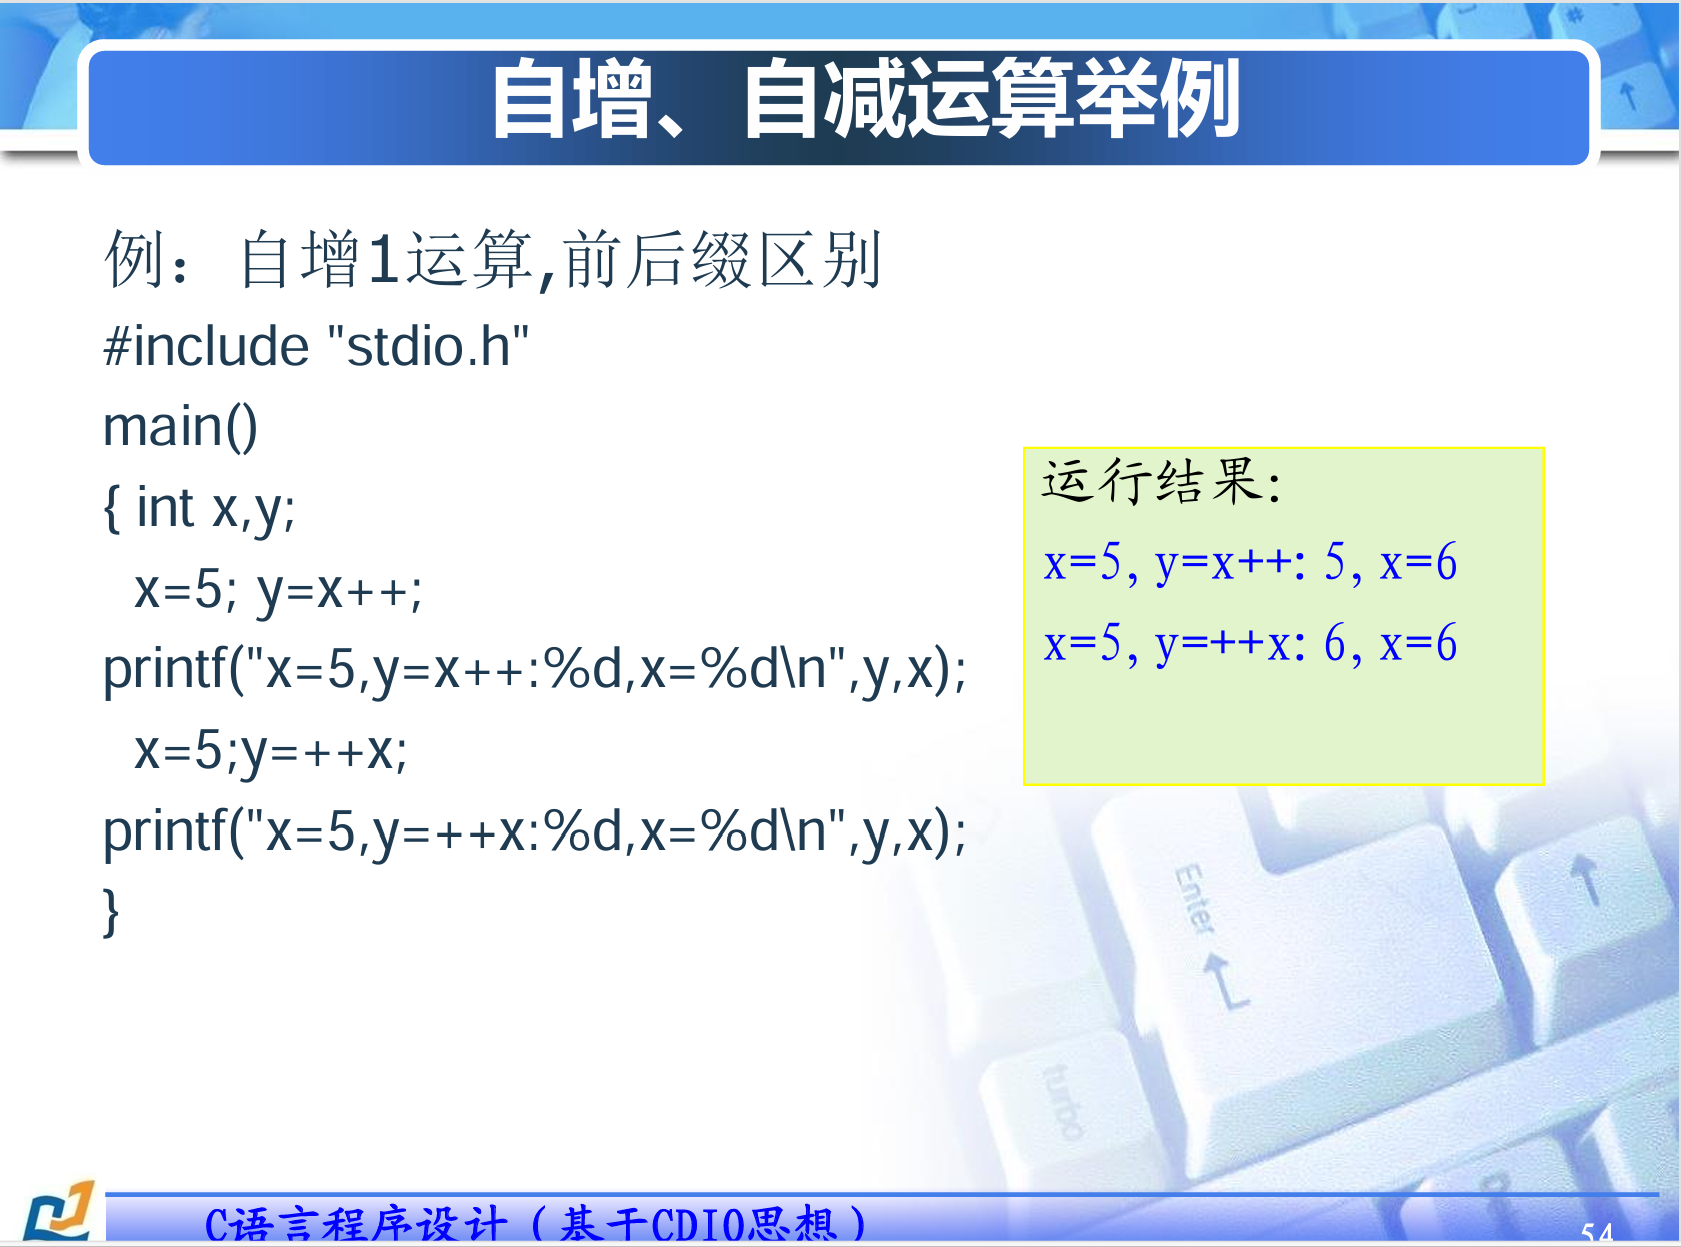 自增、自减运算举例
例：自增1运算,前后缀区别
#include "stdio.h"
main()
{ int x,y;
x=5; y=x++;
printf("x=5,y=x++:%d,x=%d\n",y,x);
x=5;y=++x;
printf("x=5,y=++x:%d,x=%d\n",y,x);
}
运行结果:
x=5, y=x++: 5, x=6
x=5, y=++x: 6, x=6
Enter
turbo
C语言程序设计（基于CDIO思想）
54